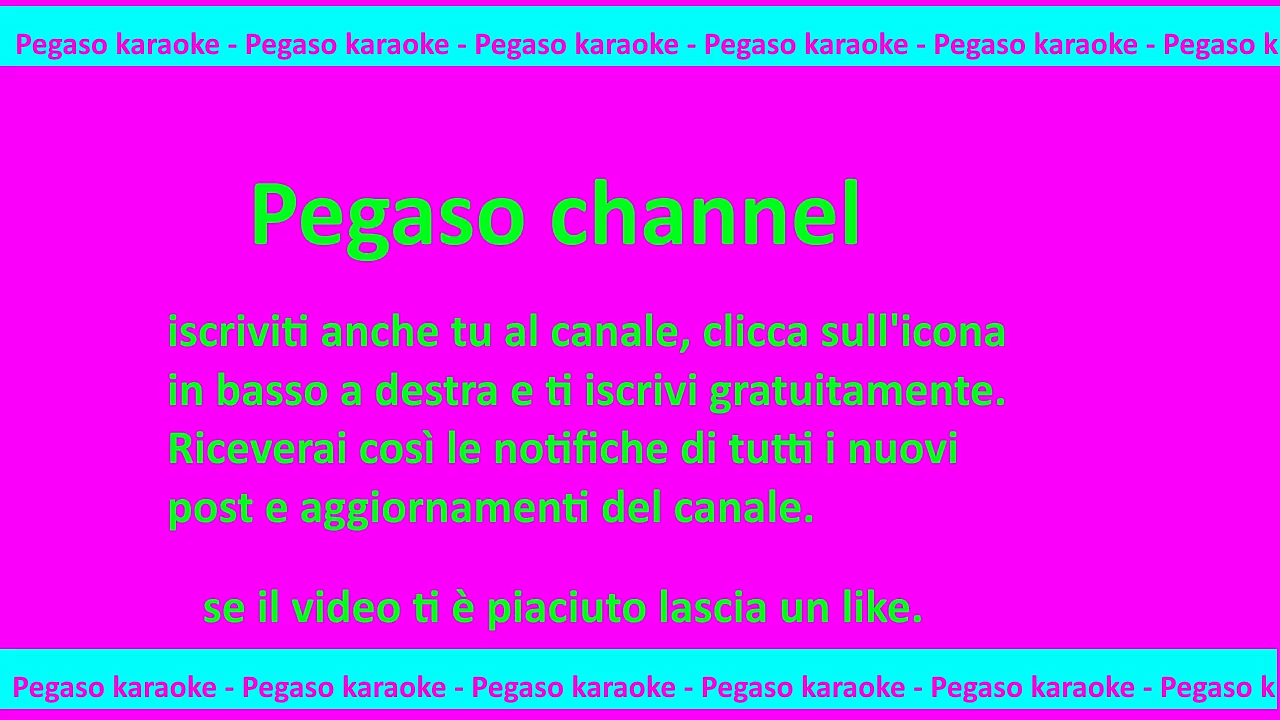 Pegaso karaoke - Pegaso karaoke - Pegaso karaoke - Pegaso karaoke - Pegaso karaoke - Pegaso k
Pegaso channel
iscriviti anche tu al canale, clicca sull'icona
in basso a destra e ti iscrivi gratuitamente.
Riceverai così le notifiche di tutti i nuovi
post e aggiornamenti del canale.
se il video ti è piaciuto lascia un like.
Pegaso karaoke - Pegaso karaoke - Pegaso karaoke - Pegaso karaoke - Pegaso karaoke - Pegaso k